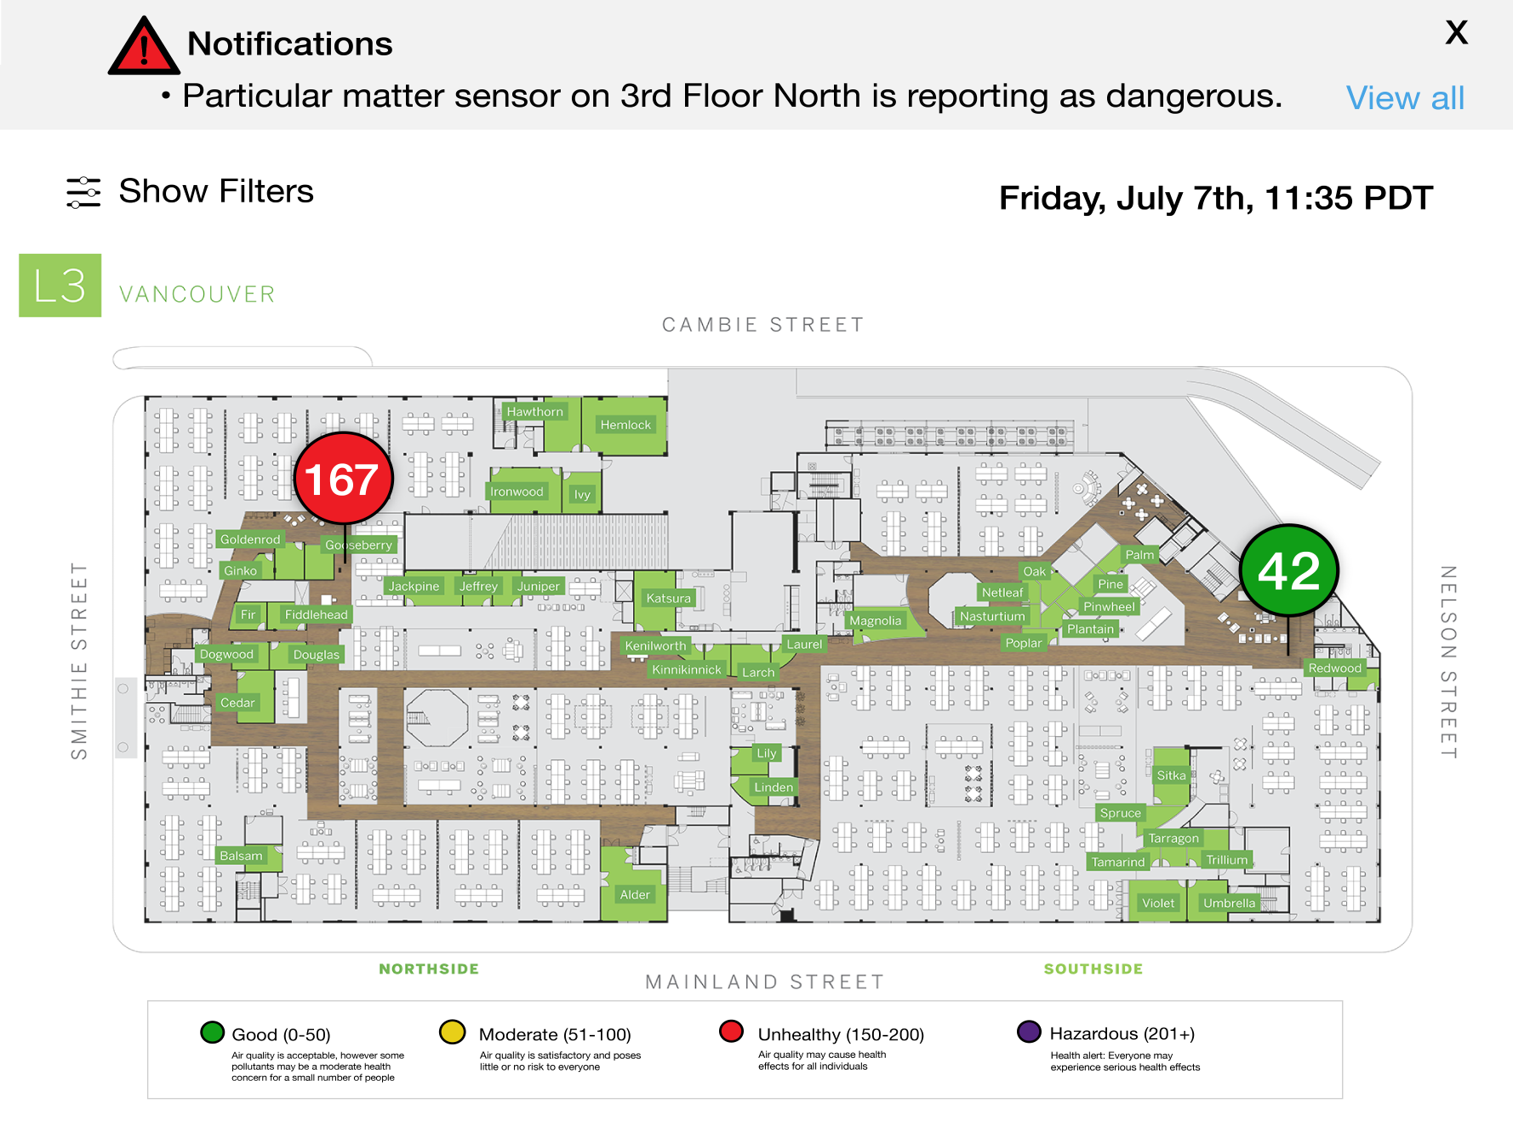 Notifications
X
• Particular matter sensor on 3rd Floor North is reporting as dangerous.
View all
Show Filters
Friday, July 7th, 11:35 PDT
L3
VANCOUVER
CAMBIE STREET
SMITHIE STREET
NELSON STREET
Hawthorn
Hemlock
167
Ironwood
Ivy
Goldenrod
Gooseberry
Ginko
Jackpine
Jeffrey
Juniper
Katsura
Fir
Fiddlehead
Dogwood
Douglas
Cedar
Kenilworth
Kinnikinnick
Larch
Laurel
Magnolia
42
Palm
Oak
Pine
Netleaf
Pinwheel
Nasturtium
Plantain
Poplar
Redwood
Lily
Linden
Sitka
Spruce
Tarragon
Tamarind
Trillium
Balsam
Alder
Violet
Umbrella
NORTHSIDE
SOUTHSIDE
MAINLAND STREET
Good (0-50)
Air quality is acceptable, however some
pollutants may be a moderate health
concern for a small number of people
Moderate (51-100)
Air quality is satisfactory and poses
little or no risk to everyone
Unhealthy (150-200)
Air quality may cause health
effects for all individuals
Hazardous (201+)
Health alert: Everyone may
experience serious health effects